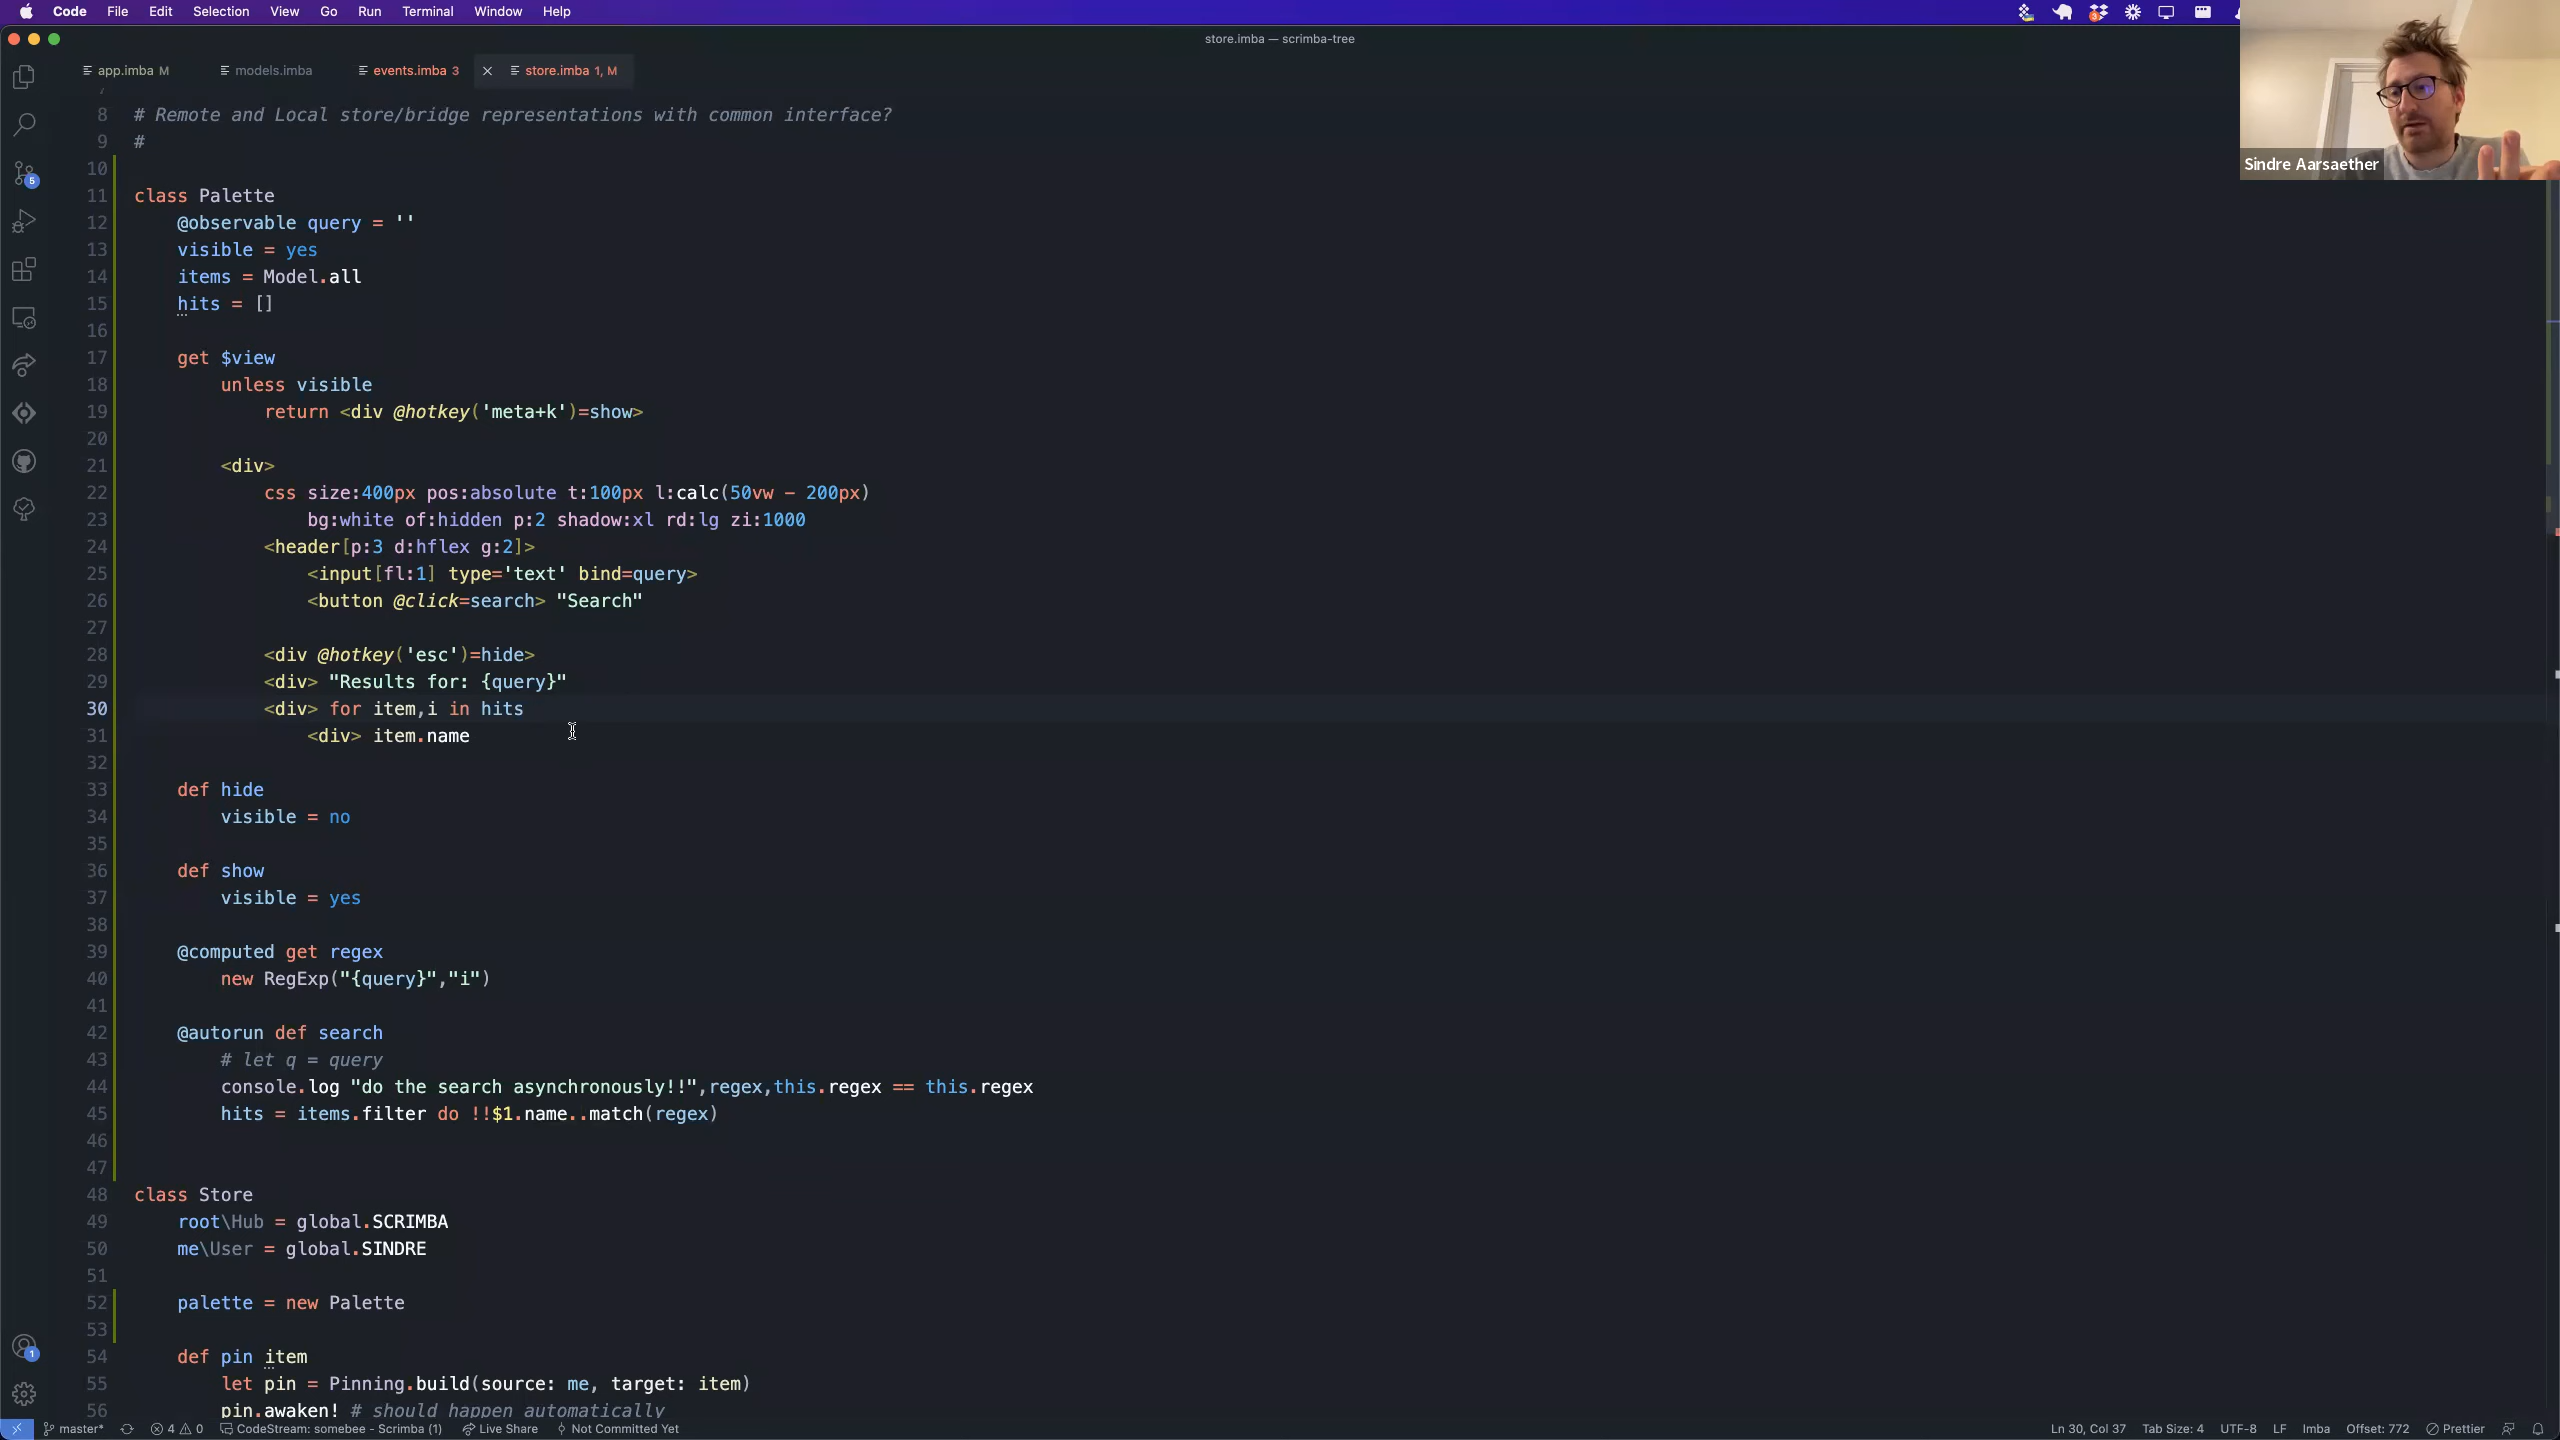 Code File Edit Selection View Go Run Terminal Window Help
3
store.imba — scrimba-tree
app.imba M models.imba events.imba 3 store.imba 1, M
Sindre Aarsaether
7
8 # Remote and Local store/bridge representations with common interface?
9 #
10
11 class Palette
12 @observable query = ''
13 visible = yes
14 items = Model.all
15 hits = []
16
17 get $view
18 unless visible
19 return <div @hotkey('meta+k')=show>
20
21 <div>
22 css size:400px pos:absolute t:100px l:calc(50vw - 200px)
23 bg:white of:hidden p:2 shadow:xl rd:lg zi:1000
24 <header[p:3 d:hflex g:2]>
25 <input[fl:1] type='text' bind=query>
26 <button @click=search> "Search"
27
28 <div @hotkey('esc')=hide>
29 <div> "Results for: {query}"
30 <div> for item,i in hits
31 <div> item.name
32
33 def hide
34 visible = no
35
36 def show
37 visible = yes
38
39 @computed get regex
40 new RegExp("{query}","i")
41
42 @autorun def search
43 # let q = query
44 console.log "do the search asynchronously!!",regex,this.regex == this.regex
45 hits = items.filter do !!$1.name..match(regex)
46
47
48 class Store
49 root\Hub = global.SCRIMBA
50 me\User = global.SINDRE
51
52 palette = new Palette
53
54 def pin item
55 let pin = Pinning.build(source: me, target: item)
56 pin.awaken! # should happen automatically
5
1
master* 4 0 CodeStream: somebee - Scrimba (1) Live Share Not Committed Yet Ln 30, Col 37 Tab Size: 4 UTF-8 LF Imba Offset: 772 Prettier